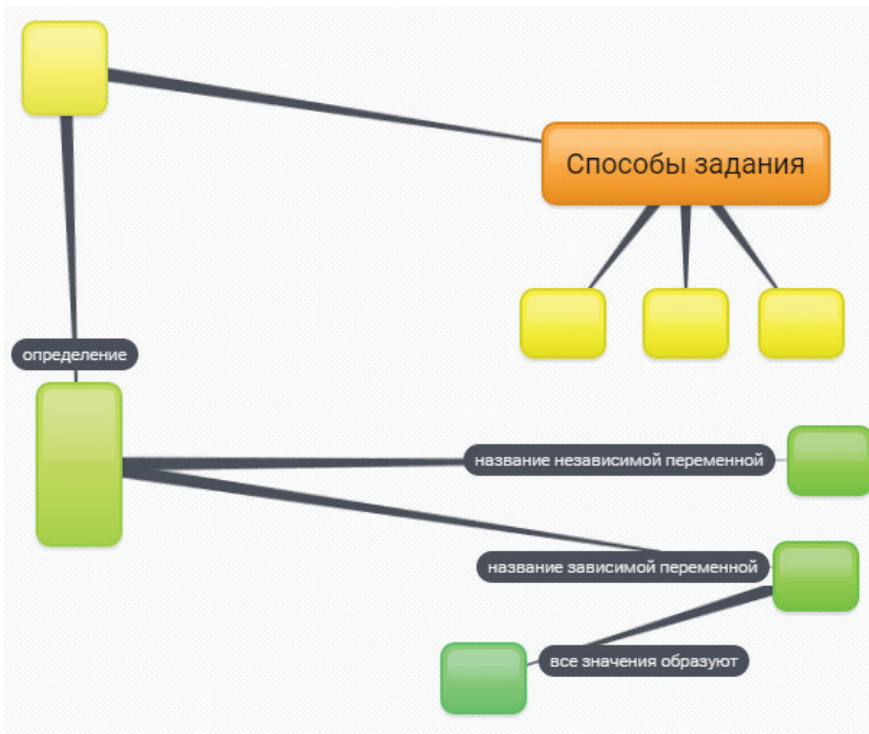 Способы задания
определение
название независимой переменной
название зависимой переменной
все значения образуют